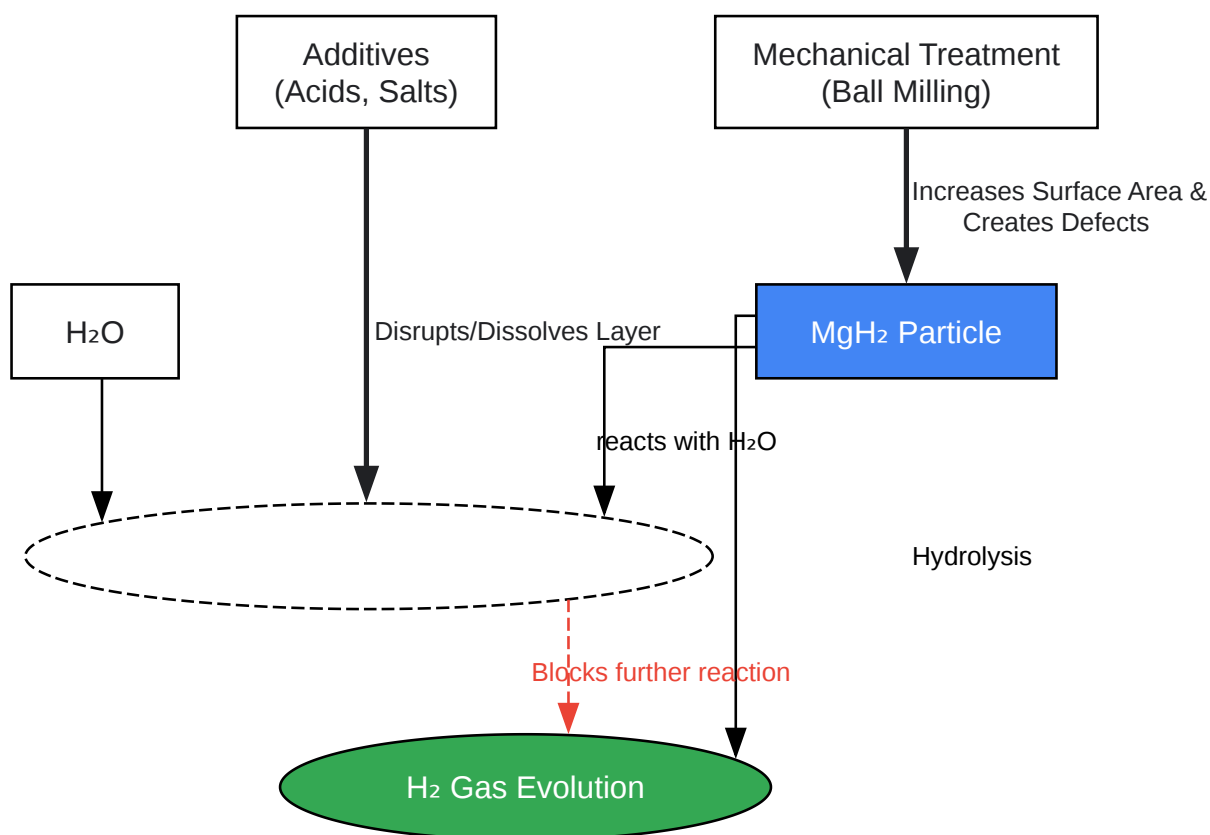 Additives
(Acids, Salts)
Mechanical Treatment
(Ball Milling)
Increases Surface Area &
Creates Defects
H₂O
Disrupts/Dissolves Layer
MgH₂ Particle
reacts with H₂O
Hydrolysis
Blocks further reaction
H₂ Gas Evolution